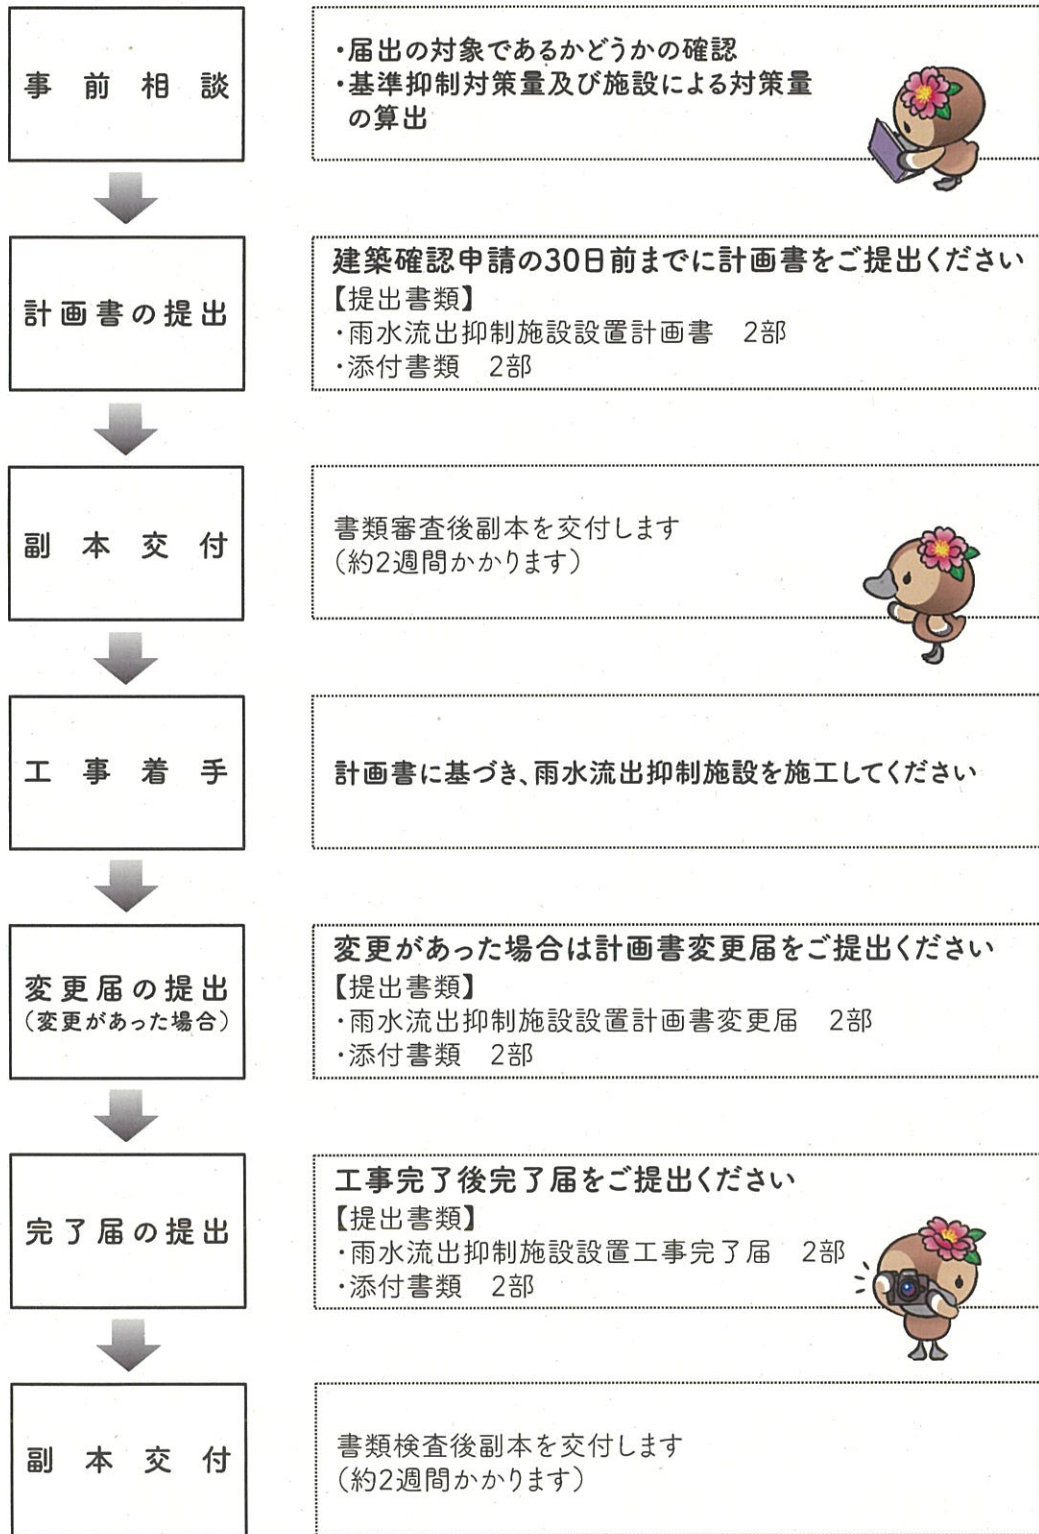 事前相談
・届出の対象であるかどうかの確認
・基準抑制対策量及び施設による対策量
の算出
計画書の提出
建築確認申請の30日前までに計画書をご提出ください
【提出書類】
・雨水流出抑制施設設置計画書　2部
・添付書類　2部
副本交付
書類審査後副本を交付します
（約2週間かかります）
工事着手
計画書に基づき、雨水流出抑制施設を施工してください
変更届の提出
（変更があった場合）
変更があった場合は計画書変更届をご提出ください
【提出書類】
・雨水流出抑制施設設置計画書変更届　2部
・添付書類　2部
完了届の提出
工事完了後完了届をご提出ください
【提出書類】
・雨水流出抑制施設設置工事完了届　2部
・添付書類　2部
副本交付
書類検査後副本を交付します
（約2週間かかります）